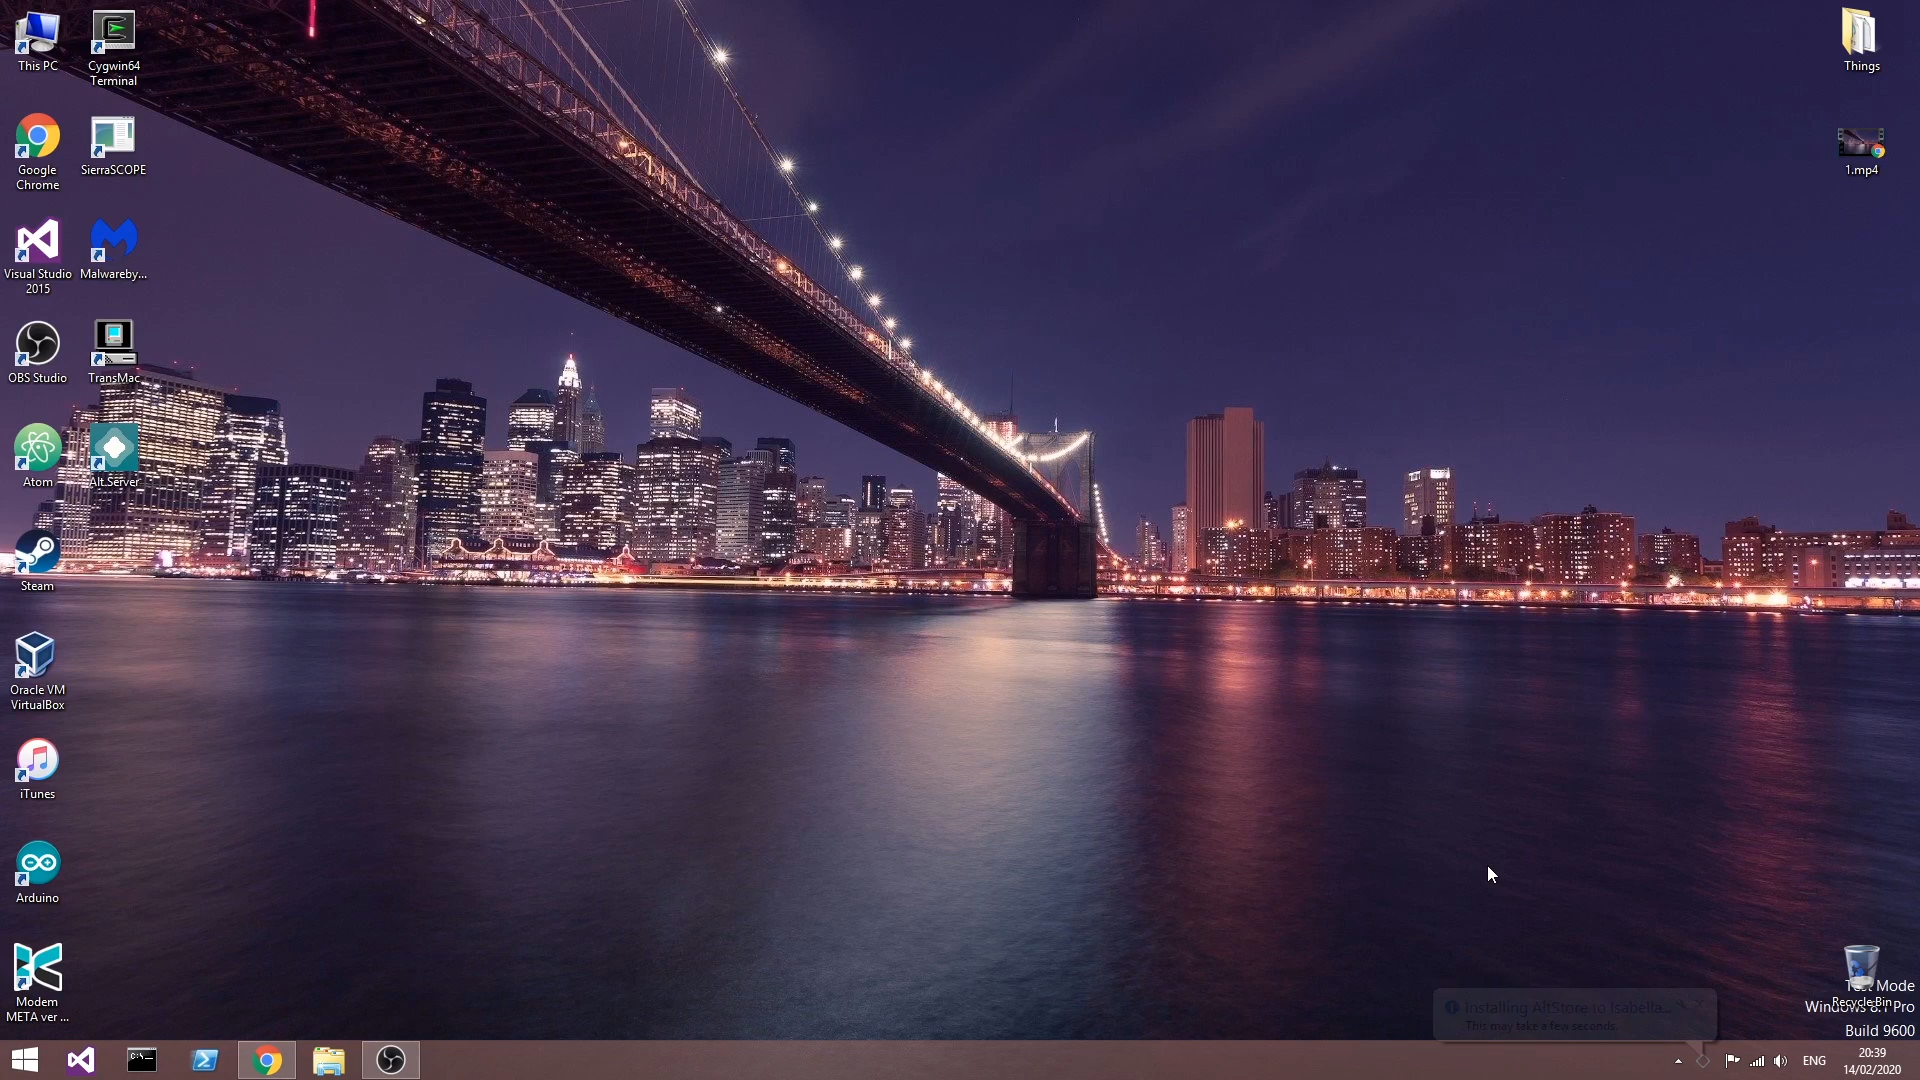 This PC
Cygwin64
Terminal
Things
Google
Chrome
SierraSCOPE
1.mp4
Visual Studio
2015
Malwareby...
OBS Studio
TransMac
Atom
AltServer
Steam
Oracle VM
VirtualBox
iTunes
Arduino
Modem
META ver ...
Recycle Bin
Test Mode
Windows 8.1 Pro
Build 9600
Installing AltStore to Isabella...
This may take a few seconds.
C:\_
ENG
20:39
14/02/2020